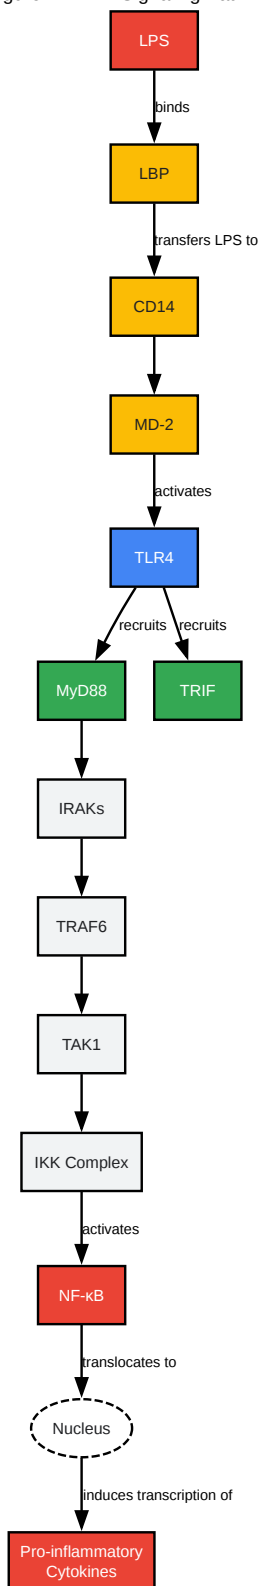 LPS
binds
LBP
transfers LPS to
CD14
MD-2
activates
TLR4
recruits recruits
MyD88 TRIF
IRAKs
TRAF6
TAK1
IKK Complex
activates
NF-κB
translocates to
Nucleus
induces transcription of
Pro-inflammatory
Cytokines